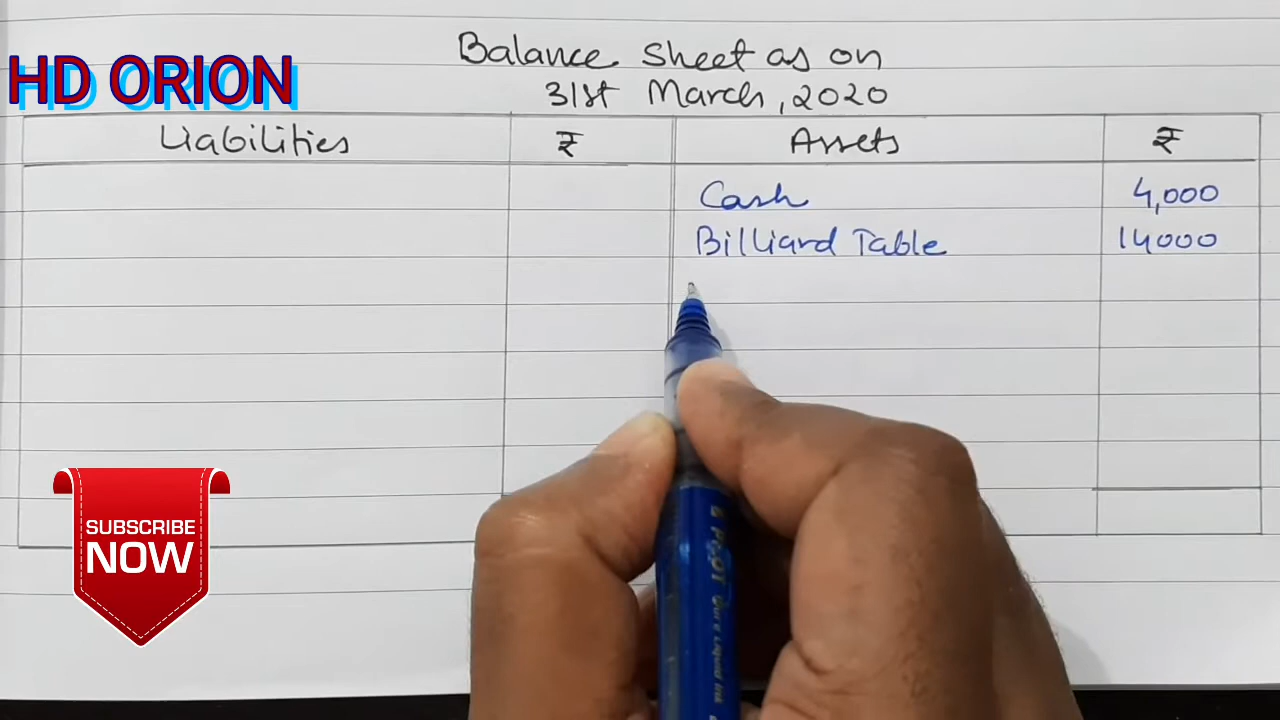 HD ORION
Balance Sheet as on
31st March, 2020
Liabilities ₹ Assets ₹
Cash 4,000
Billiard Table 14000
SUBSCRIBE
NOW
PILOT